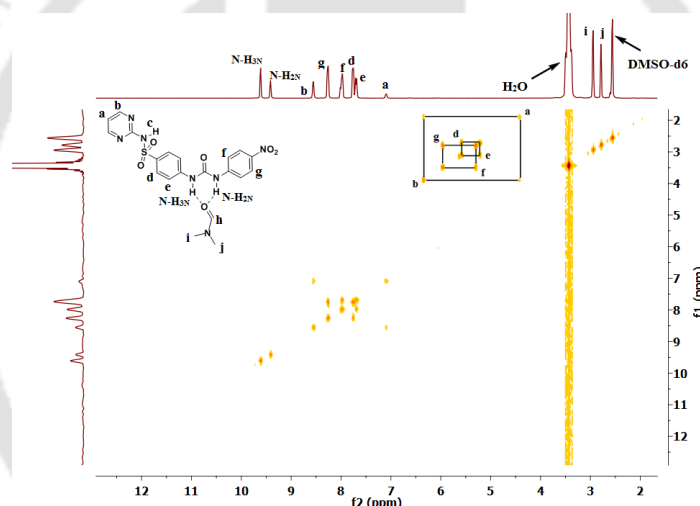 N-H3N
N-H2N
b
g
f
d
e
a
H2O
i
j
DMSO-d6
a
b
c
N
N
N
H
S
O
O
d
e
N
H
O
N
H
f
g
NO2
N-H3N
N-H2N
O
h
N
i
j
a
b
g
d
e
f
2
3
4
5
6
7
8
9
10
11
12
f1 (ppm)
12 11 10 9 8 7 6 5 4 3 2
f2 (ppm)